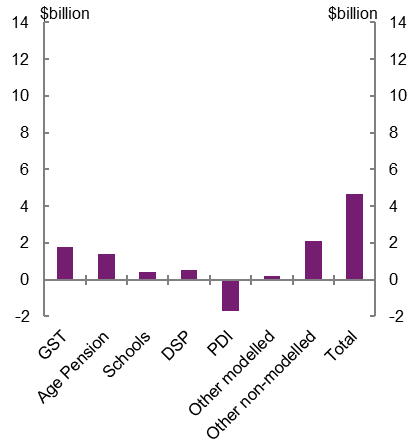 $billion $billion
14 14
12 12
10 10
8 8
6 6
4 4
2 2
0 0
-2 -2
GST
Age Pension
Schools
DSP
PDI
Other modelled
Other non-modelled
Total